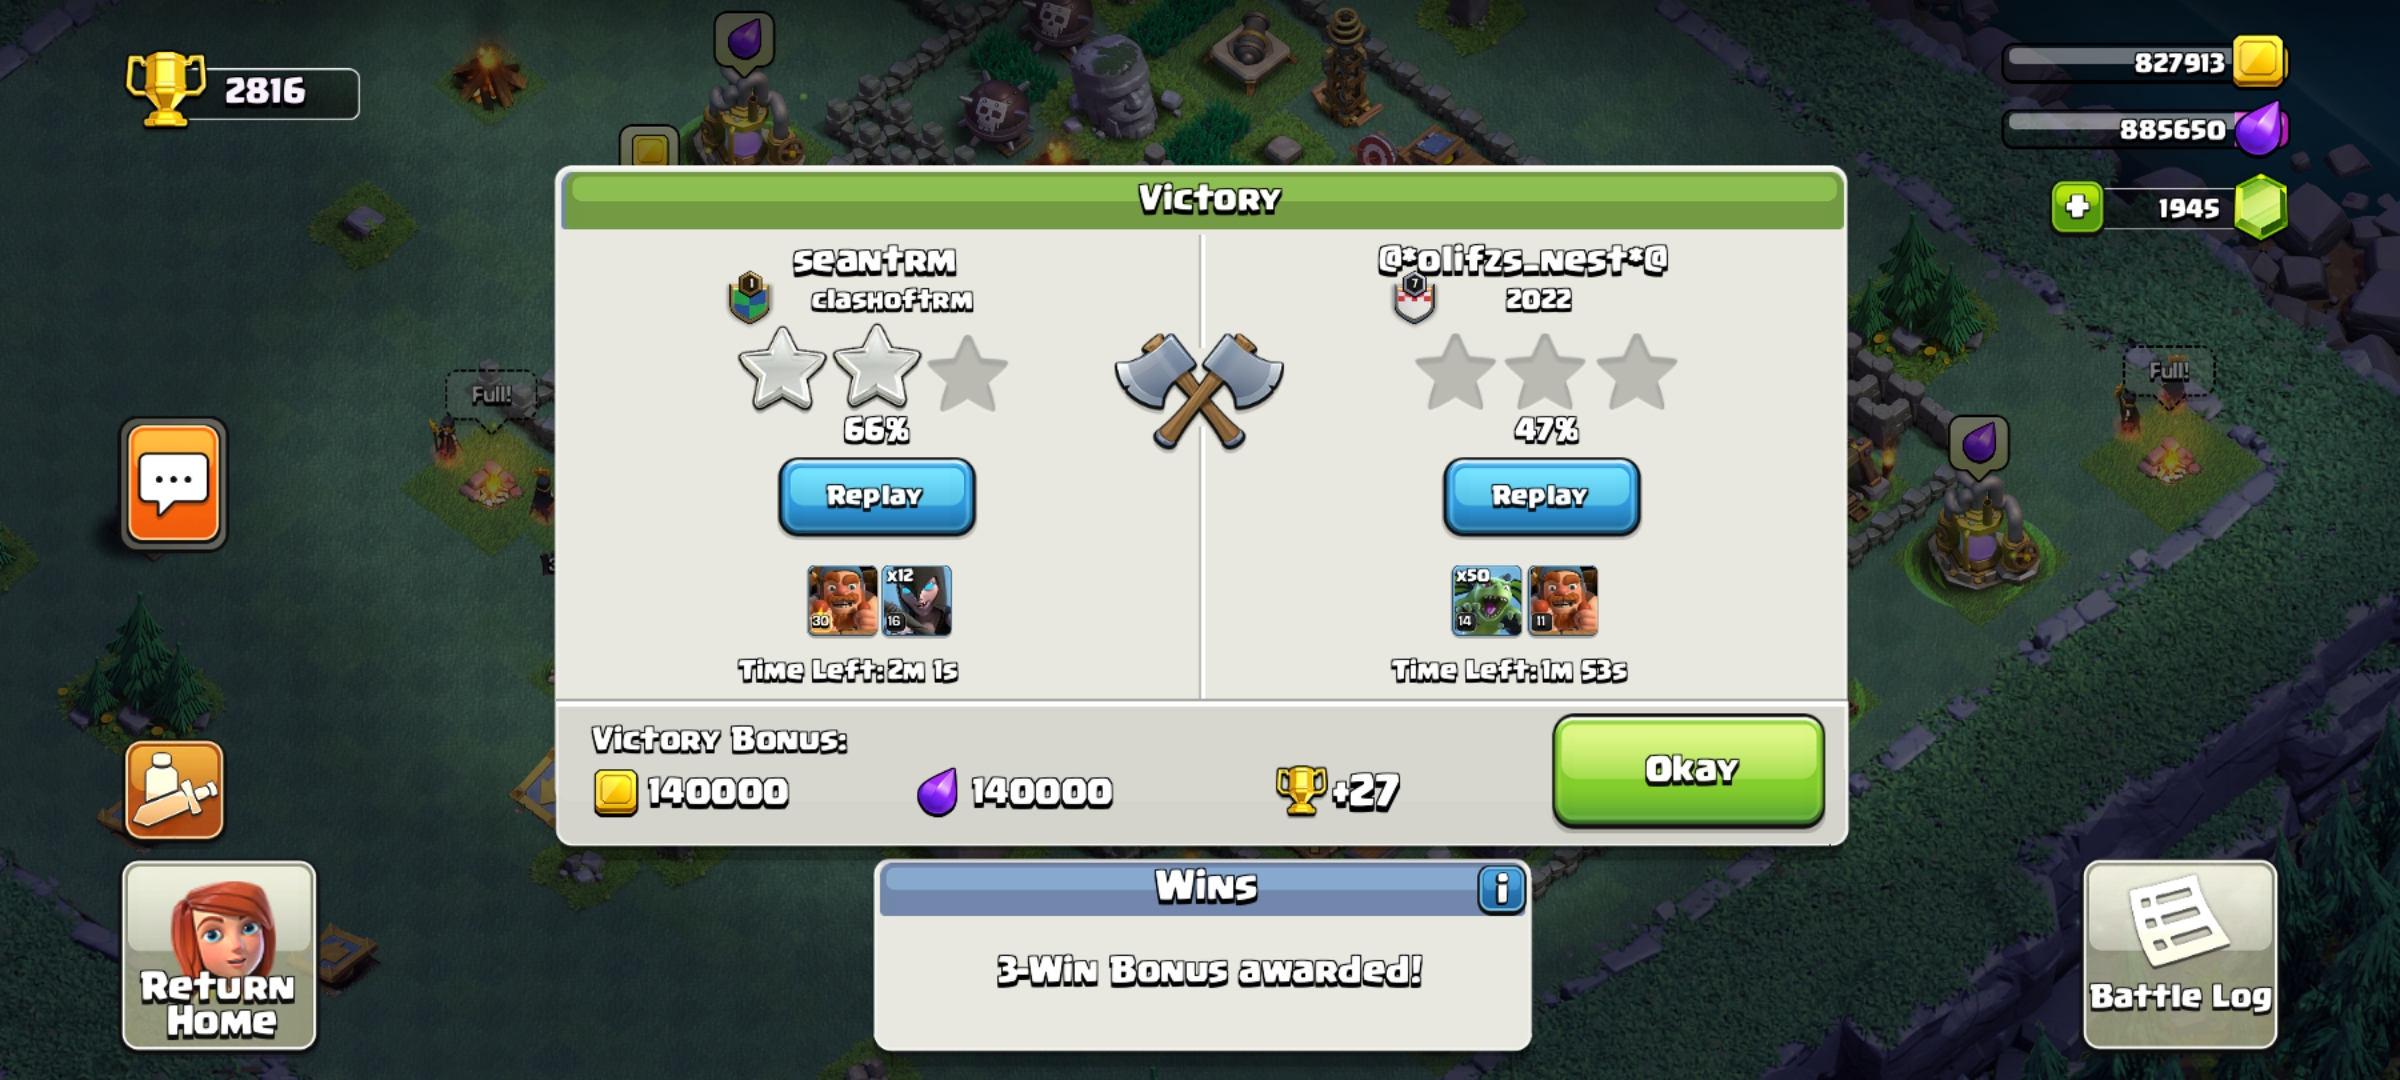 2816
827913
885650
1945
Victory
seantrm
1
clashoftrm
66%
Replay
30
x12
16
Time Left: 2m 1s
@*olifzs_nest*@
7
2022
47%
Replay
x50
14
11
Time Left: 1m 53s
Full!
Full!
Victory Bonus:
140000
140000
+27
Okay
Wins
i
3-Win Bonus awarded!
Return
Home
Battle Log